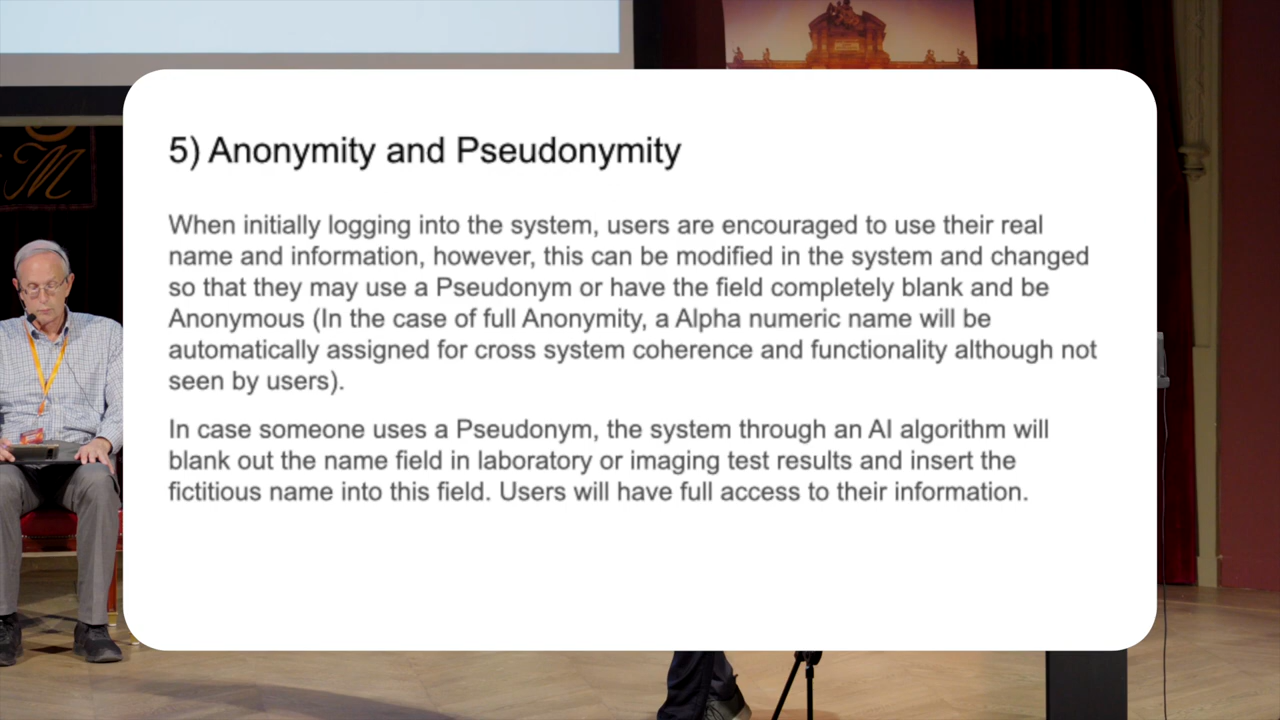 5) Anonymity and Pseudonymity
When initially logging into the system, users are encouraged to use their real
name and information, however, this can be modified in the system and changed
so that they may use a Pseudonym or have the field completely blank and be
Anonymous (In the case of full Anonymity, a Alpha numeric name will be
automatically assigned for cross system coherence and functionality although not
seen by users).
In case someone uses a Pseudonym, the system through an AI algorithm will
blank out the name field in laboratory or imaging test results and insert the
fictitious name into this field. Users will have full access to their information.
M